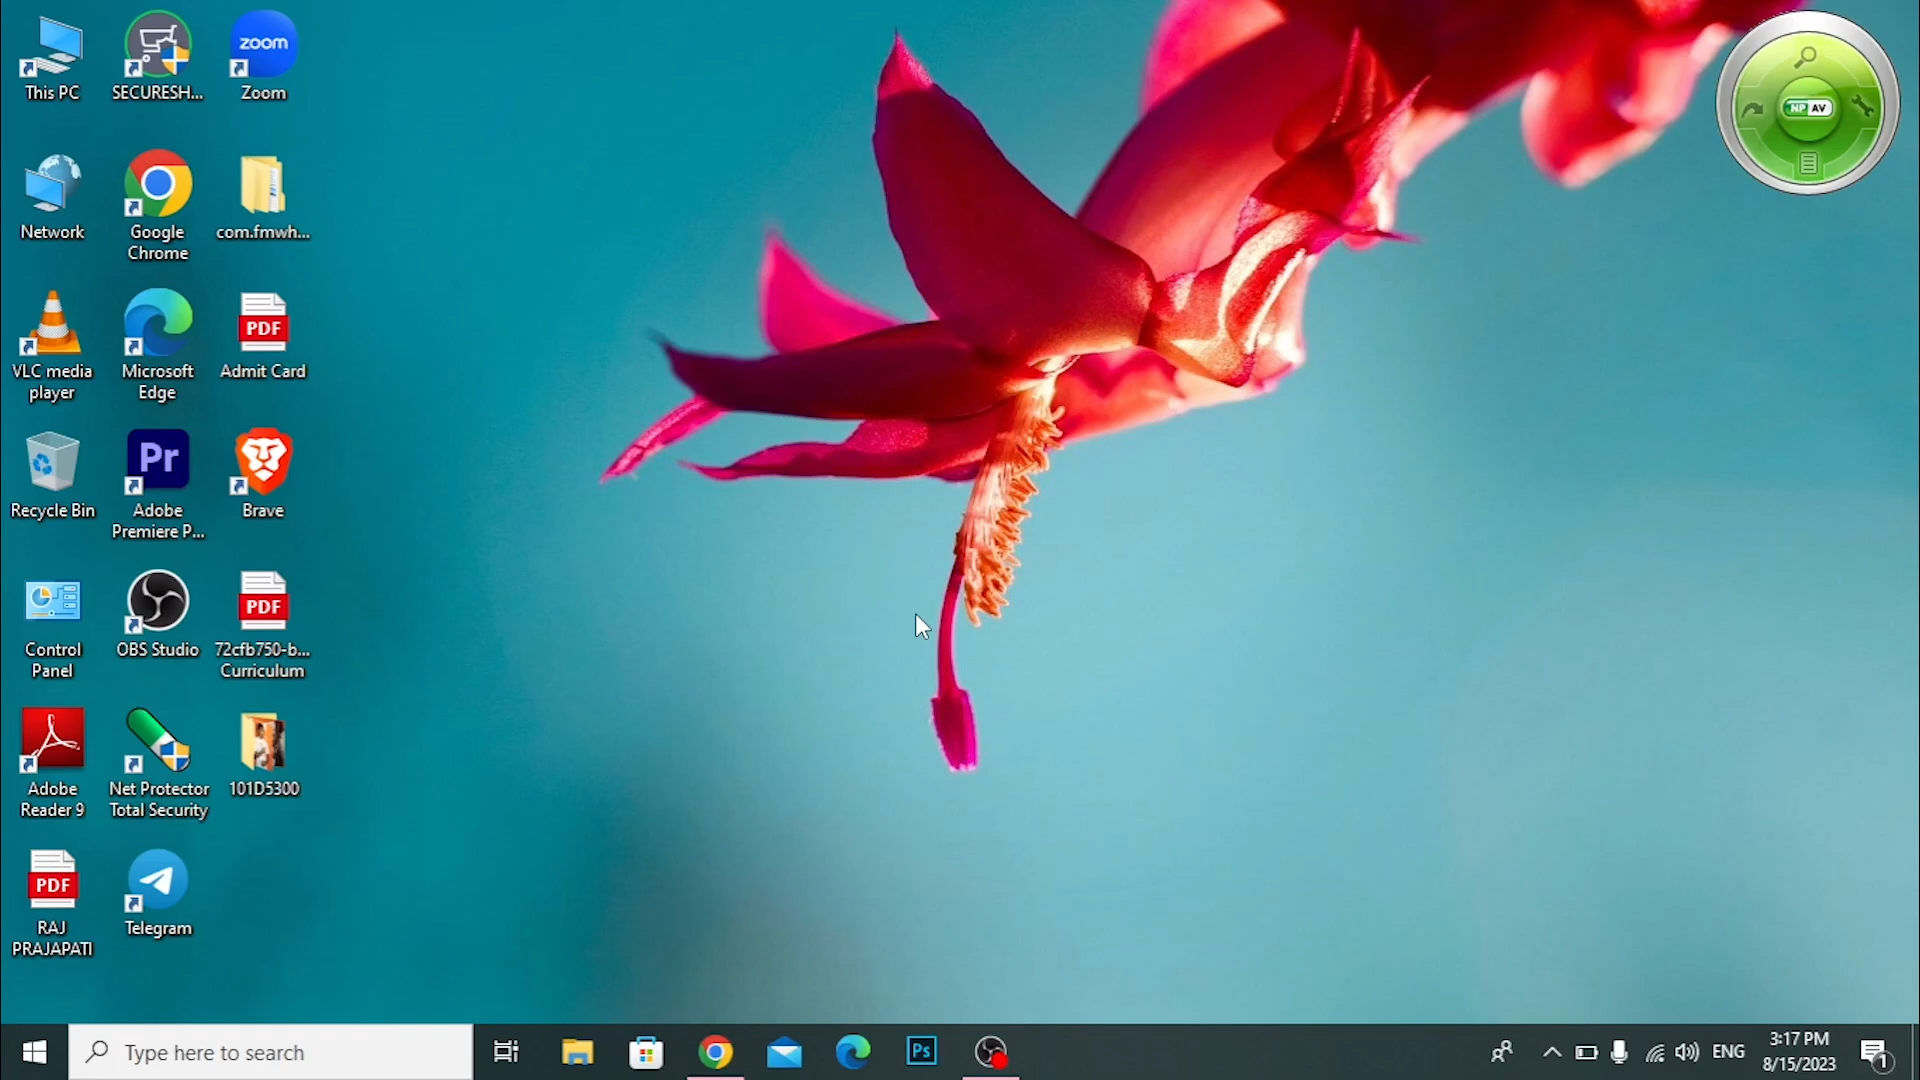 This PC
SECURESH...
zoom
Zoom
NP AV
Network
Google
Chrome
com.fmwh...
VLC media
player
Microsoft
Edge
PDF
Admit Card
Recycle Bin
Pr
Adobe
Premiere P...
Brave
Control
Panel
OBS Studio
PDF
72cfb750-b...
Curriculum
Adobe
Reader 9
Net Protector
Total Security
101D5300
PDF
RAJ
PRAJAPATI
Telegram
Type here to search
Ps
ENG
3:17 PM
8/15/2023
1